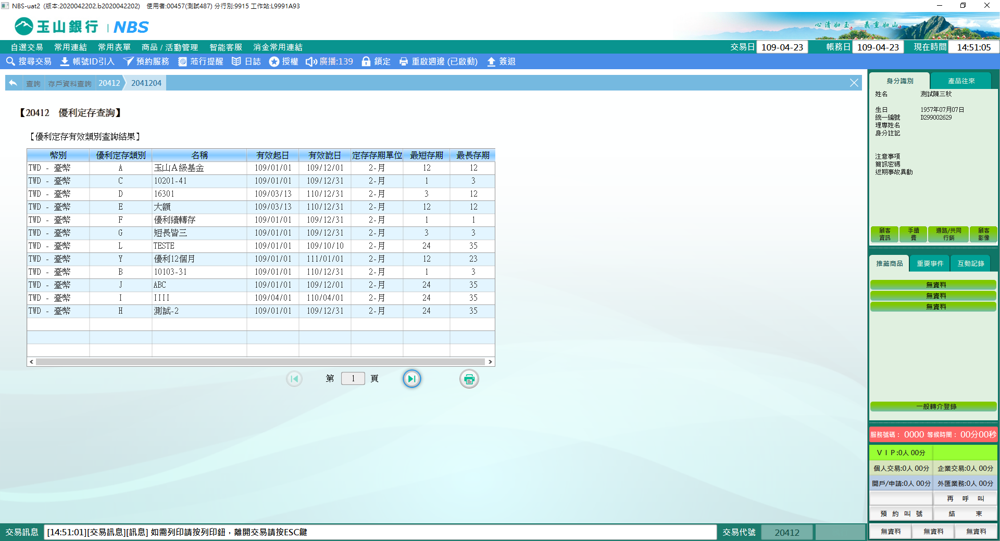 NBS-uat2 (版本:2020042202.b2020042202) 使用者:00457(測試487) 分行別:9915 工作站:L9991A93
玉山銀行 | NBS
心清如玉 義重如山
自選交易 常用連結 常用表單 商品 / 活動管理 智能客服 消金常用連結 交易日 109-04-23 帳務日 109-04-23 現在時間 14:51:05
搜尋交易 帳號ID引入 預約服務 蒞行提醒 日誌 授權 廣播:139 鎖定 重啟週邊 (已啟動) 簽退
查詢 存戶資料查詢 20412 2041204
【20412 優利定存查詢】
【優利定存有效類別查詢結果】
幣別 優利定存類別 名稱 有效起日 有效訖日 定存存期單位 最短存期 最長存期
TWD - 臺幣 A 玉山A級基金 109/01/01 109/12/01 2-月 12 12
TWD - 臺幣 C 10201-41 109/01/01 109/12/31 2-月 1 3
TWD - 臺幣 D 16301 109/03/13 110/12/31 2-月 3 12
TWD - 臺幣 E 大額 109/03/13 110/12/31 2-月 12 12
TWD - 臺幣 F 優利續轉存 109/01/01 109/12/31 2-月 1 1
TWD - 臺幣 G 短長皆三 109/01/01 109/12/31 2-月 3 3
TWD - 臺幣 L TESTE 109/01/01 109/10/10 2-月 24 35
TWD - 臺幣 Y 優利12個月 109/01/01 111/01/01 2-月 12 23
TWD - 臺幣 B 10103-31 109/01/01 110/12/31 2-月 1 3
TWD - 臺幣 J ABC 109/01/01 109/12/01 2-月 24 35
TWD - 臺幣 I IIII 109/04/01 110/04/01 2-月 24 35
TWD - 臺幣 H 測試-2 109/01/01 109/12/31 2-月 24 35
第 1 頁
身分識別 產品往來
姓名 測試陳三秋
生日 1957年07月07日
統一編號 D299002629
理專姓名
身分註記
注意事項
簡訊密碼
近期事故異動
顧客資訊 手續費 通路/共同行銷 顧客影像
推薦商品 重要事件 互動記錄
無資料
無資料
無資料
一般轉介登錄
服務號碼: 0000 等候時間: 00分00秒
VIP:0人 00分
個人交易:0人 00分 企業交易:0人 00分
開戶/申請:0人 00分 外匯業務:0人 00分
再 呼 叫
預 約 叫 號 結 束
無資料 無資料 無資料
交易訊息 [14:51:01][交易訊息][訊息] 如需列印請按列印鈕，離開交易請按ESC鍵 交易代號 20412